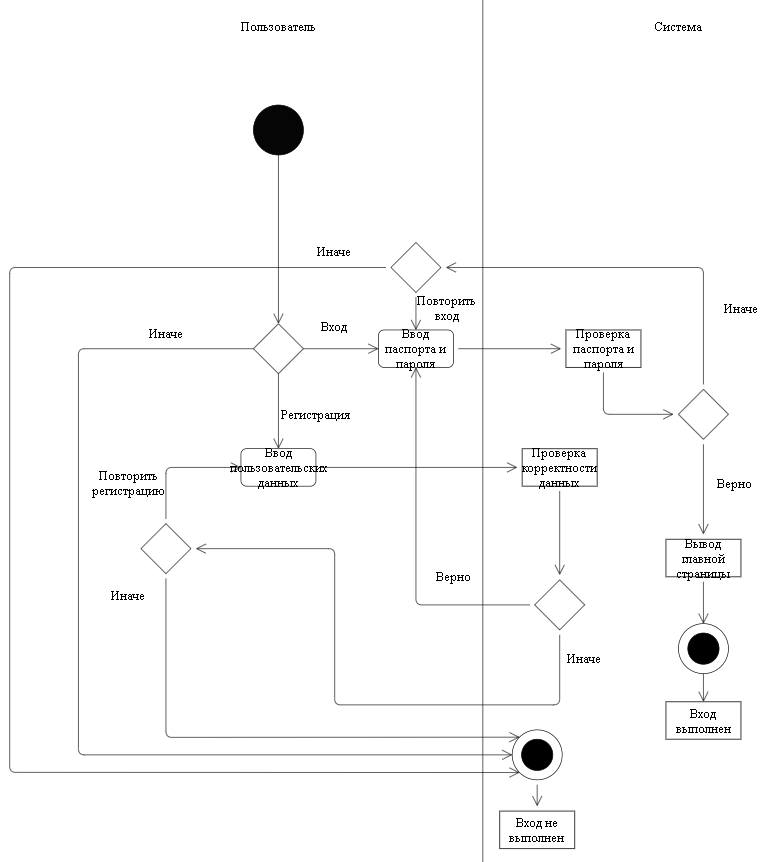 Пользователь
Система
Иначе
Повторить
вход
Иначе
Иначе
Вход
Ввод
паспорта и
пароля
Проверка
паспорта и
пароля
Регистрация
Ввод
пользовательских
данных
Проверка
корректности
данных
Повторить
регистрацию
Верно
Вывод
главной
страницы
Верно
Иначе
Иначе
Вход
выполнен
Вход не
выполнен